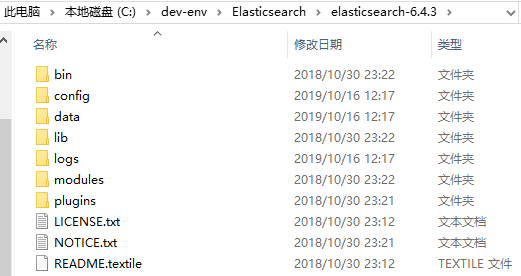 此电脑 › 本地磁盘 (C:) › dev-env › Elasticsearch › elasticsearch-6.4.3 ›
名称 修改日期 类型
bin 2018/10/30 23:22 文件夹
config 2019/10/16 12:17 文件夹
data 2019/10/16 12:17 文件夹
lib 2018/10/30 23:22 文件夹
logs 2019/10/16 12:17 文件夹
modules 2018/10/30 23:22 文件夹
plugins 2018/10/30 23:21 文件夹
LICENSE.txt 2018/10/30 23:12 文本文档
NOTICE.txt 2018/10/30 23:21 文本文档
README.textile 2018/10/30 23:12 TEXTILE 文件